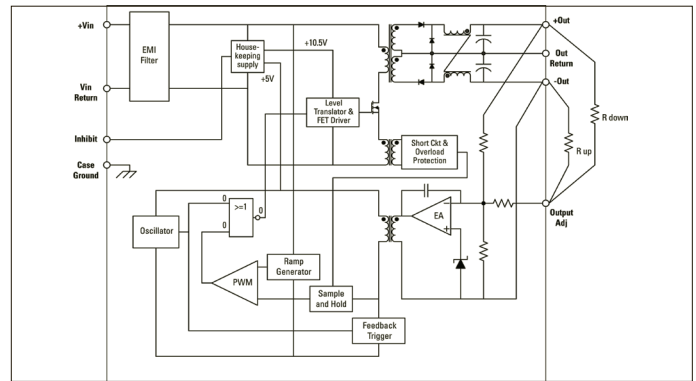 +Vin
EMI
Filter
House-
keeping
supply
+10.5V
+5V
+Out
Out
Return
-Out
Vin
Return
Level
Translator &
FET Driver
R down
Inhibit
Short Ckt &
Overload
Protection
R up
Case
Ground
0
>=1
0
0
Oscillator
EA
Output
Adj
Ramp
Generator
PWM
Sample
and Hold
Feedback
Trigger